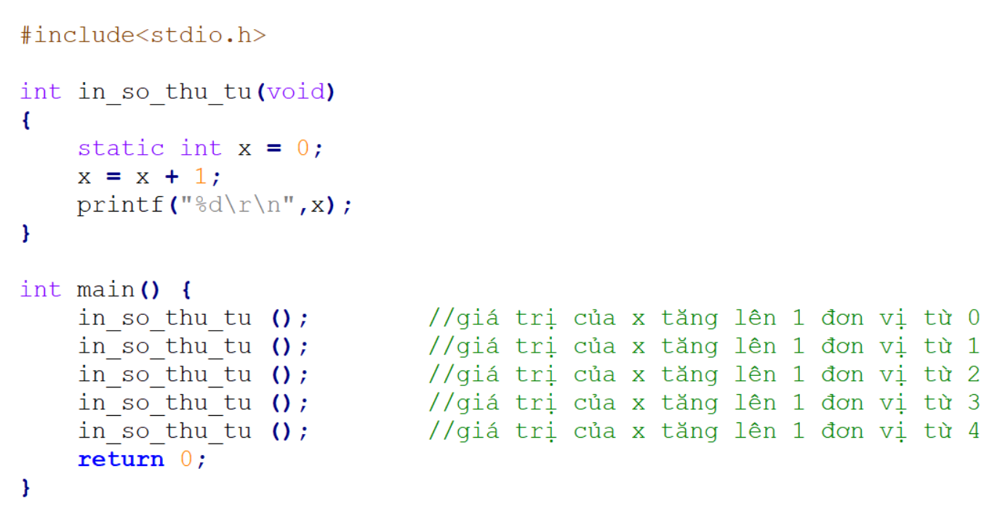 #include<stdio.h>
int in_so_thu_tu(void)
{
static int x = 0;
x = x + 1;
printf("%d\r\n",x);
}
int main() {
in_so_thu_tu (); //giá trị của x tăng lên 1 đơn vị từ 0
in_so_thu_tu (); //giá trị của x tăng lên 1 đơn vị từ 1
in_so_thu_tu (); //giá trị của x tăng lên 1 đơn vị từ 2
in_so_thu_tu (); //giá trị của x tăng lên 1 đơn vị từ 3
in_so_thu_tu (); //giá trị của x tăng lên 1 đơn vị từ 4
return 0;
}